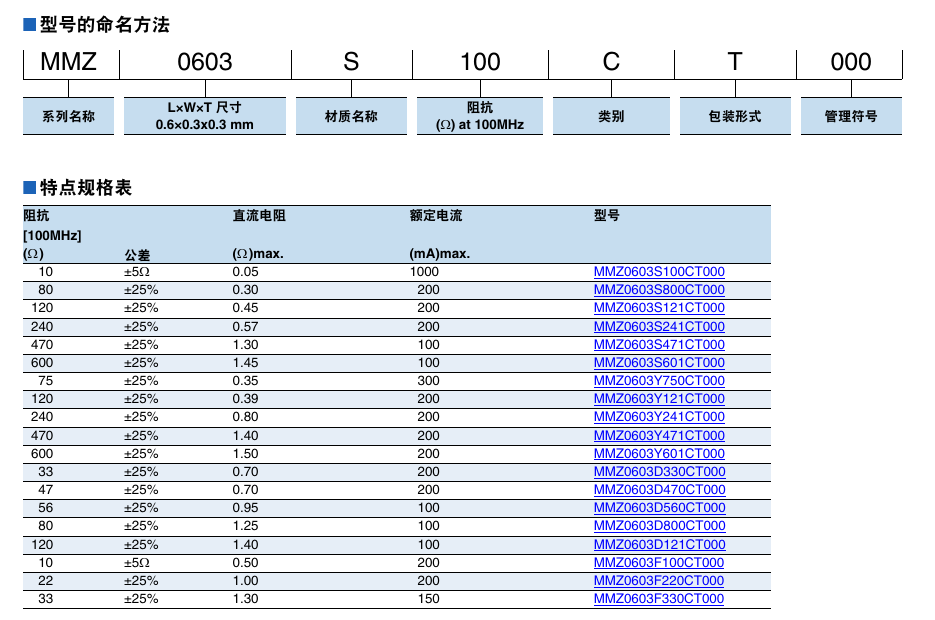 ■型号的命名方法
MMZ 0603 S 100 C T 000
系列名称 L×W×T 尺寸 0.6×0.3x0.3 mm 材质名称 阻抗 (Ω) at 100MHz 类别 包装形式 管理符号
■特点规格表
阻抗 直流电阻 额定电流 型号
[100MHz]
(Ω) 公差 (Ω)max. (mA)max.
10 ±5Ω 0.05 1000 MMZ0603S100CT000
80 ±25% 0.30 200 MMZ0603S800CT000
120 ±25% 0.45 200 MMZ0603S121CT000
240 ±25% 0.57 200 MMZ0603S241CT000
470 ±25% 1.30 100 MMZ0603S471CT000
600 ±25% 1.45 100 MMZ0603S601CT000
75 ±25% 0.35 300 MMZ0603Y750CT000
120 ±25% 0.39 200 MMZ0603Y121CT000
240 ±25% 0.80 200 MMZ0603Y241CT000
470 ±25% 1.40 200 MMZ0603Y471CT000
600 ±25% 1.50 200 MMZ0603Y601CT000
33 ±25% 0.70 200 MMZ0603D330CT000
47 ±25% 0.70 200 MMZ0603D470CT000
56 ±25% 0.95 100 MMZ0603D560CT000
80 ±25% 1.25 100 MMZ0603D800CT000
120 ±25% 1.40 100 MMZ0603D121CT000
10 ±5Ω 0.50 200 MMZ0603F100CT000
22 ±25% 1.00 200 MMZ0603F220CT000
33 ±25% 1.30 150 MMZ0603F330CT000